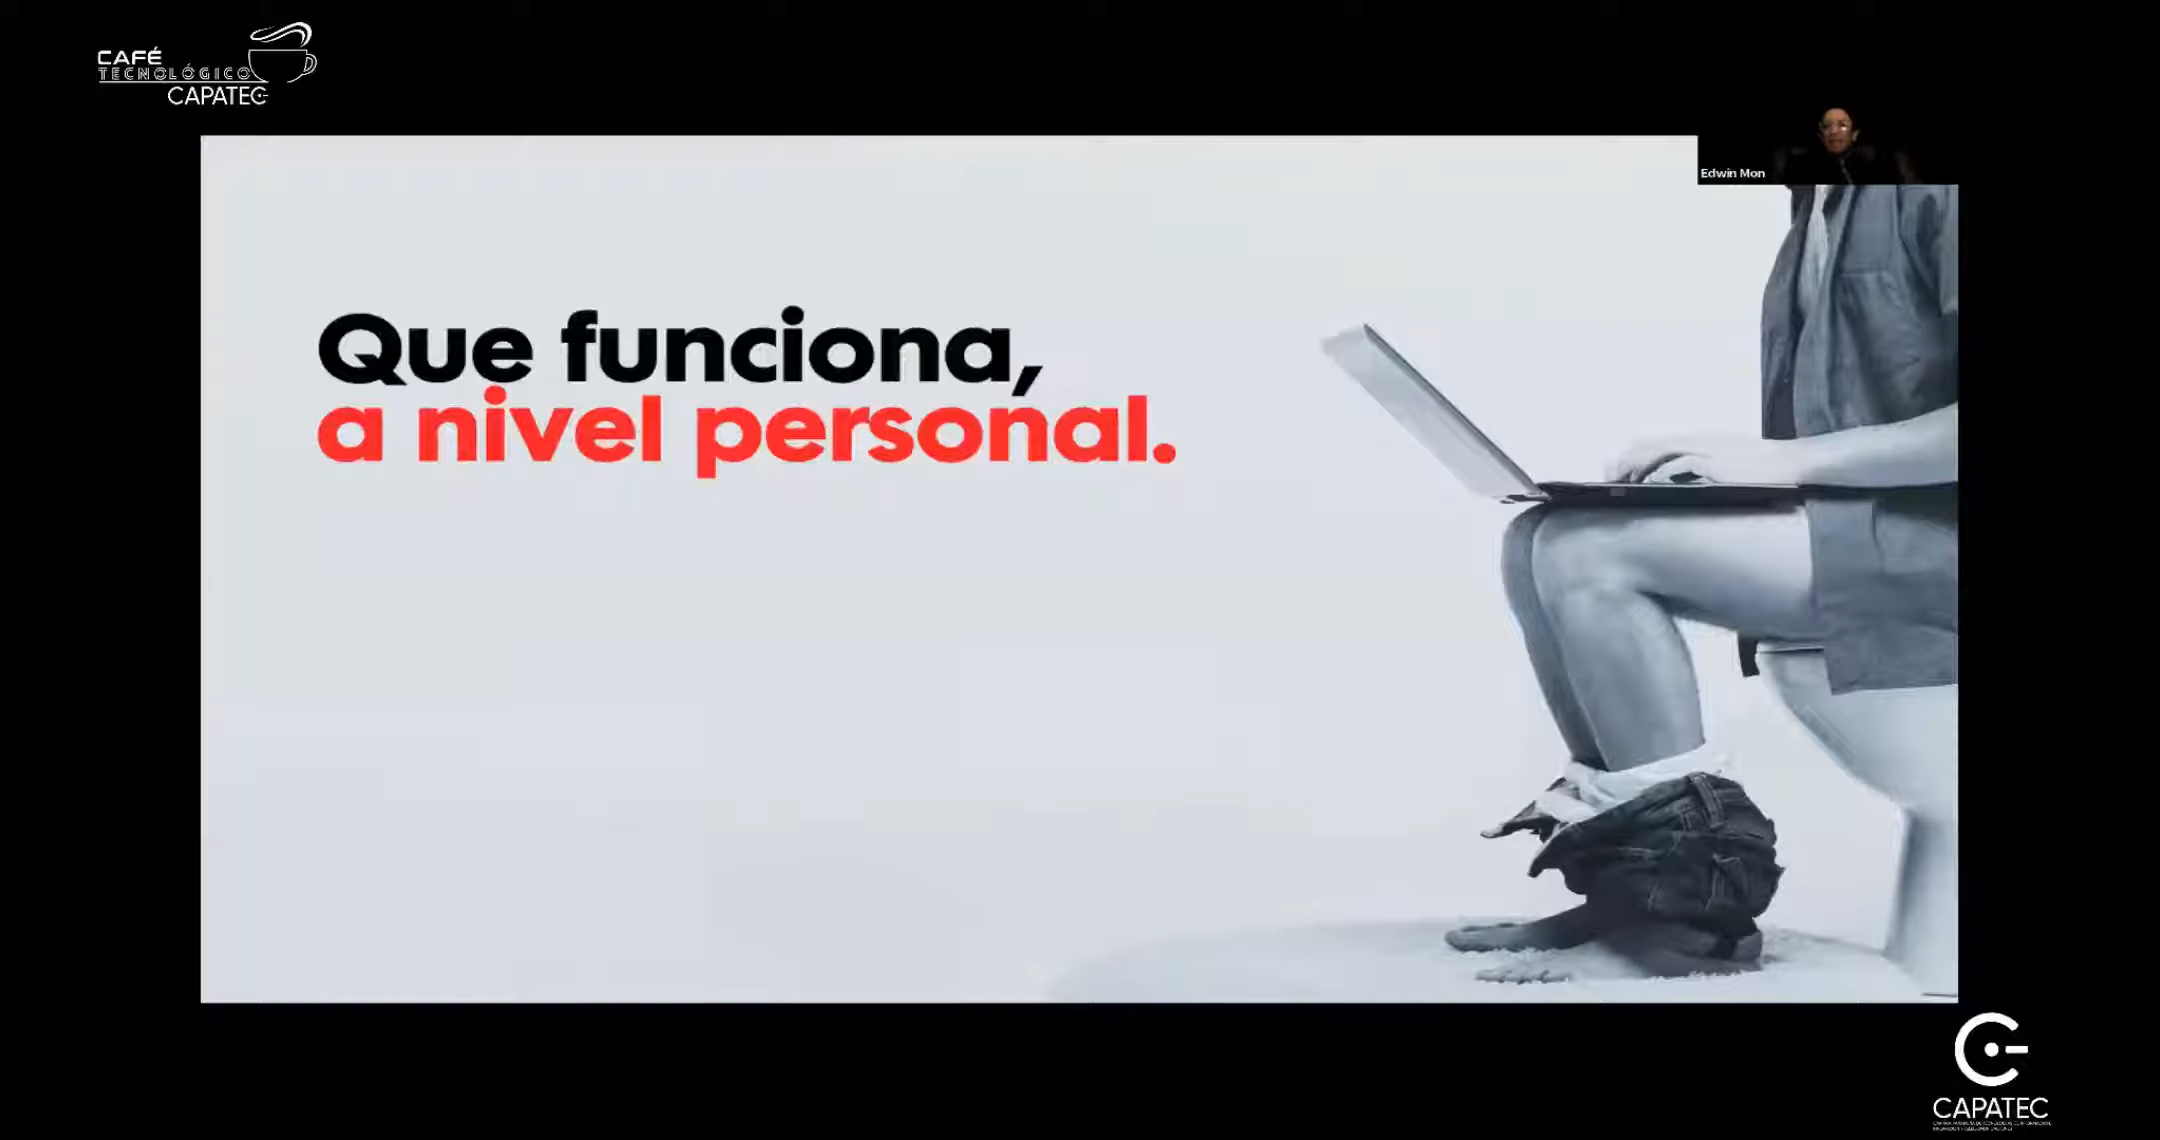 CAFÉ
TECNOLÓGICO
CAPATEC
Edwin Mon
Que funciona,
a nivel personal.
CAPATEC